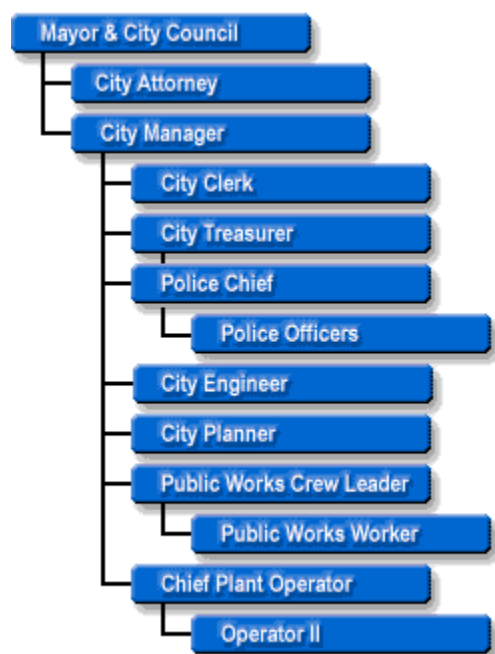 Mayor & City Council
City Attorney
City Manager
City Clerk
City Treasurer
Police Chief
Police Officers
City Engineer
City Planner
Public Works Crew Leader
Public Works Worker
Chief Plant Operator
Operator II